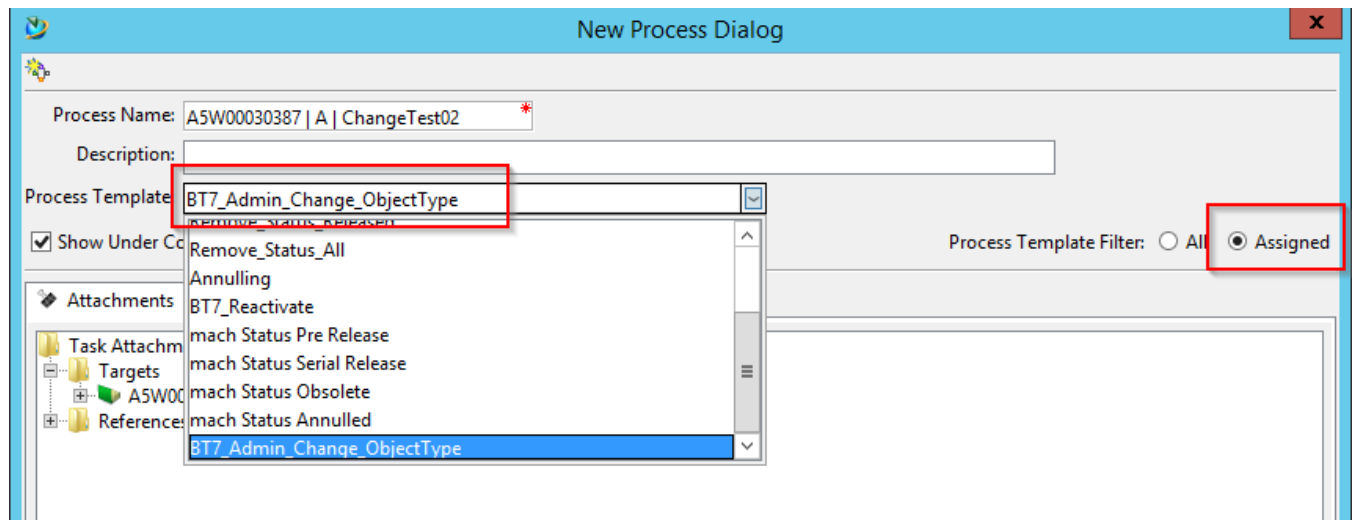 New Process Dialog
x
Process Name: A5W00030387 | A | ChangeTest02 *
Description:
Process Template BT7_Admin_Change_ObjectType
Remove_Status_Released
Show Under Co
Process Template Filter: All Assigned
Remove_Status_All
Annulling
BT7_Reactivate
mach Status Pre Release
mach Status Serial Release
mach Status Obsolete
mach Status Annulled
BT7_Admin_Change_ObjectType
Attachments
Task Attachm
Targets
A5W00
References